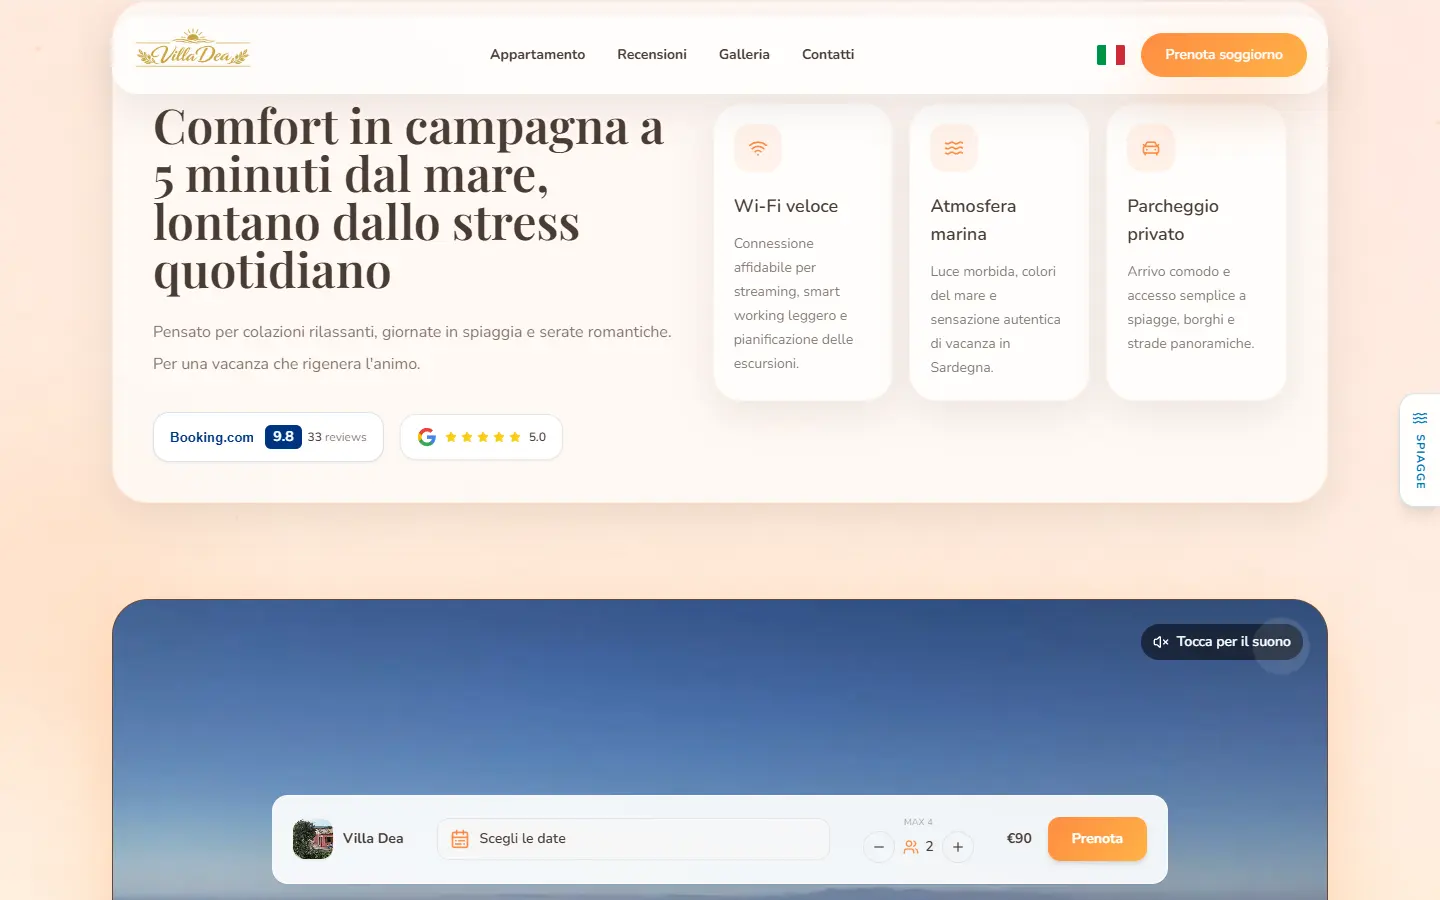 Villa Dea
Appartamento
Recensioni
Galleria
Contatti
Prenota soggiorno
Comfort in campagna a
5 minuti dal mare,
lontano dallo stress
quotidiano
Pensato per colazioni rilassanti, giornate in spiaggia e serate romantiche.
Per una vacanza che rigenera l'animo.
Booking.com 9.8 33 reviews
5.0
Wi-Fi veloce
Connessione
affidabile per
streaming, smart
working leggero e
pianificazione delle
escursioni.
Atmosfera
marina
Luce morbida, colori
del mare e
sensazione autentica
di vacanza in
Sardegna.
Parcheggio
privato
Arrivo comodo e
accesso semplice a
spiagge, borghi e
strade panoramiche.
SPIAGGE
Tocca per il suono
Villa Dea
Scegli le date
MAX 4
2
€90
Prenota